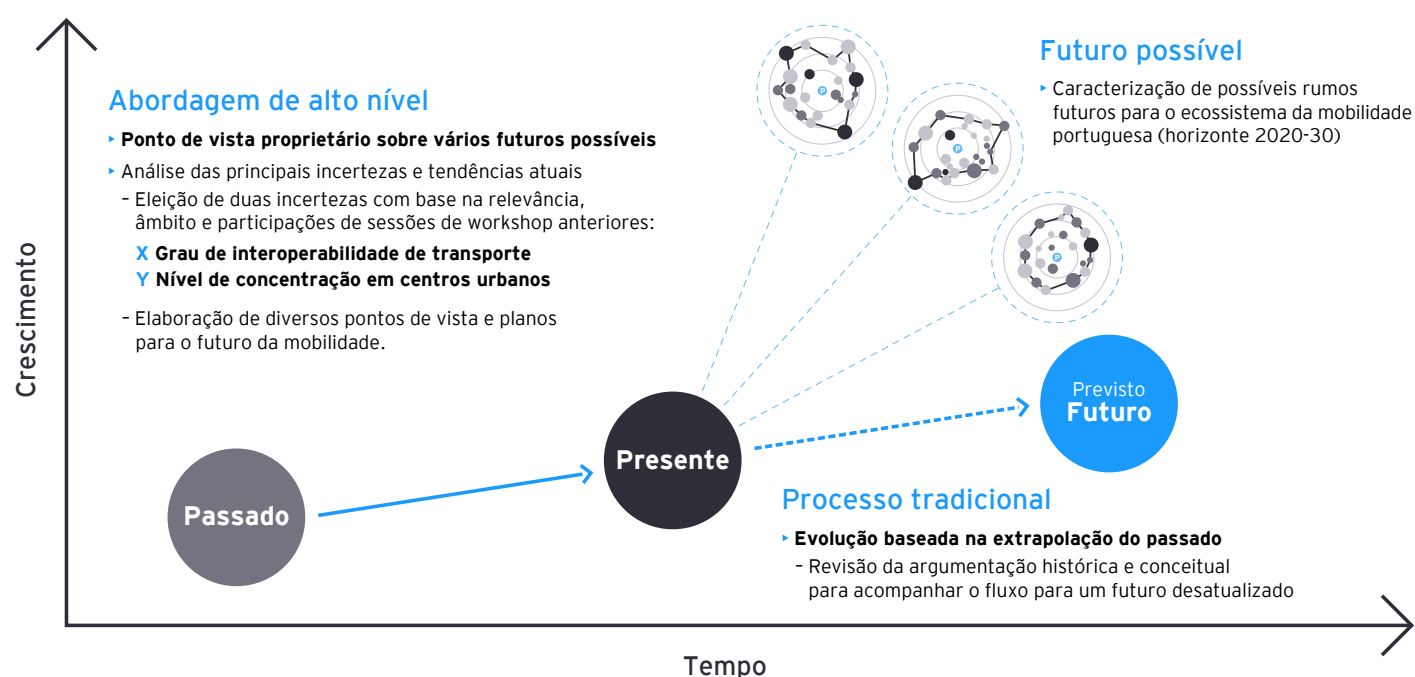 Abordagem de alto nível
‣ Ponto de vista proprietário sobre vários futuros possíveis
‣ Análise das principais incertezas e tendências atuais
– Eleição de duas incertezas com base na relevância,
âmbito e participações de sessões de workshop anteriores:
X Grau de interoperabilidade de transporte
Y Nível de concentração em centros urbanos
– Elaboração de diversos pontos de vista e planos
para o futuro da mobilidade.
Futuro possível
‣ Caracterização de possíveis rumos
futuros para o ecossistema da mobilidade
portuguesa (horizonte 2020-30)
P
P
P
Crescimento
Passado
Presente
Previsto
Futuro
Processo tradicional
‣ Evolução baseada na extrapolação do passado
– Revisão da argumentação histórica e conceitual
para acompanhar o fluxo para um futuro desatualizado
Tempo